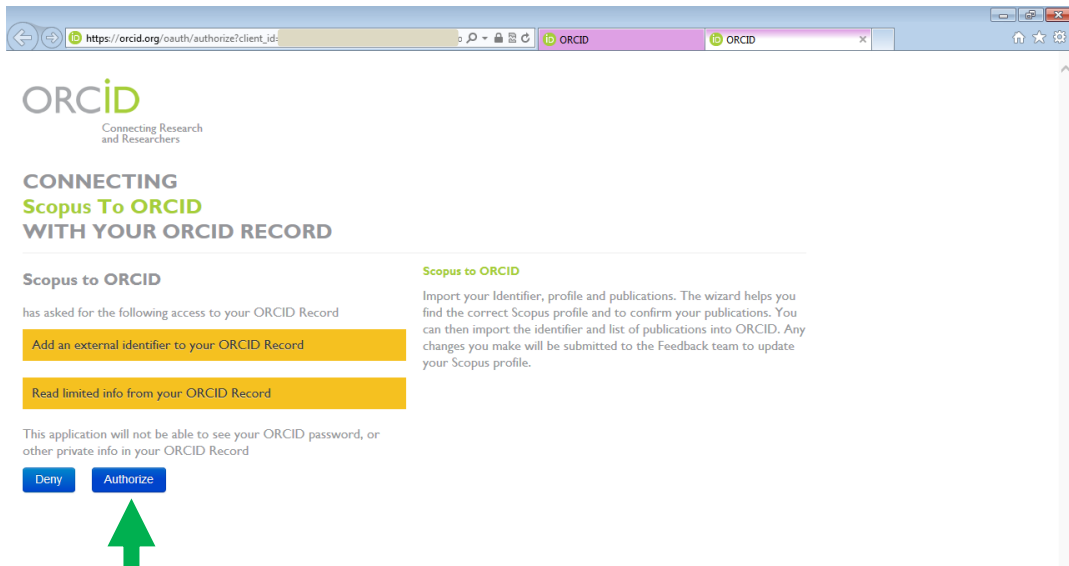 https://orcid.org/oauth/authorize?client_id=
ORCID
ORCID
ORCID
Connecting Research
and Researchers
CONNECTING
Scopus To ORCID
WITH YOUR ORCID RECORD
Scopus to ORCID
has asked for the following access to your ORCID Record
Add an external identifier to your ORCID Record
Read limited info from your ORCID Record
This application will not be able to see your ORCID password, or
other private info in your ORCID Record
Deny
Authorize
Scopus to ORCID
Import your Identifier, profile and publications. The wizard helps you
find the correct Scopus profile and to confirm your publications. You
can then import the identifier and list of publications into ORCID. Any
changes you make will be submitted to the Feedback team to update
your Scopus profile.